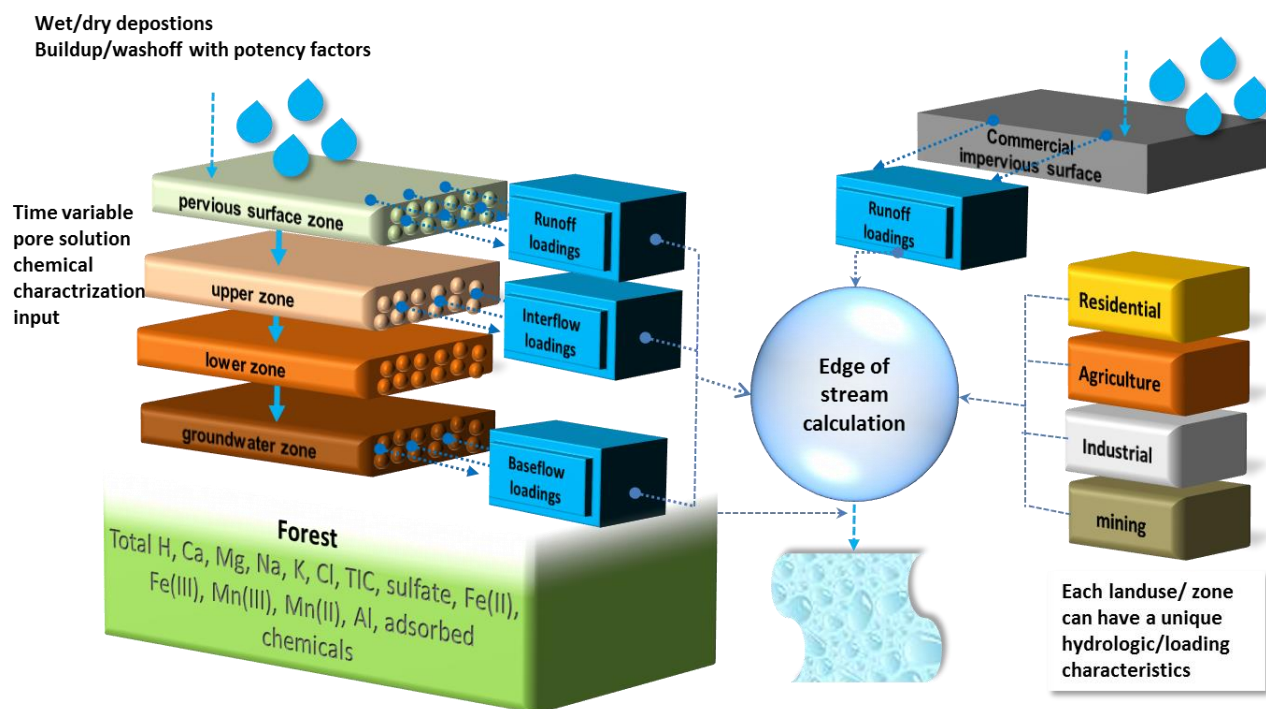 Wet/dry depostions
Buildup/washoff with potency factors
Time variable
pore solution
chemical
charactrization
input
pervious surface zone
upper zone
lower zone
groundwater zone
Runoff
loadings
Interflow
loadings
Baseflow
loadings
Forest
Total H, Ca, Mg, Na, K, Cl, TIC, sulfate, Fe(II),
Fe(III), Mn(III), Mn(II), Al, adsorbed
chemicals
Commercial
impervious surface
Runoff
loadings
Edge of
stream
calculation
Residential
Agriculture
Industrial
mining
Each landuse/ zone
can have a unique
hydrologic/loading
characteristics